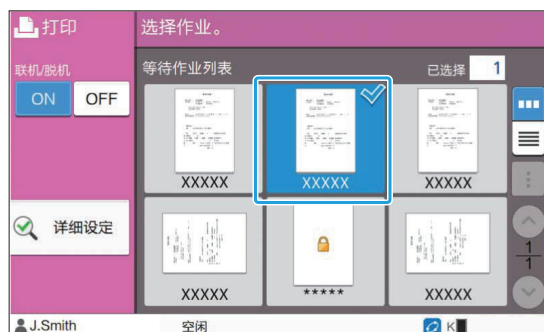 打印
选择作业。
联机/脱机
ON OFF
等待作业列表
已选择 1
XXXXX XXXXX XXXXX
详细设定
XXXXX ***** XXXXX
1
1
J.Smith
空闲
K